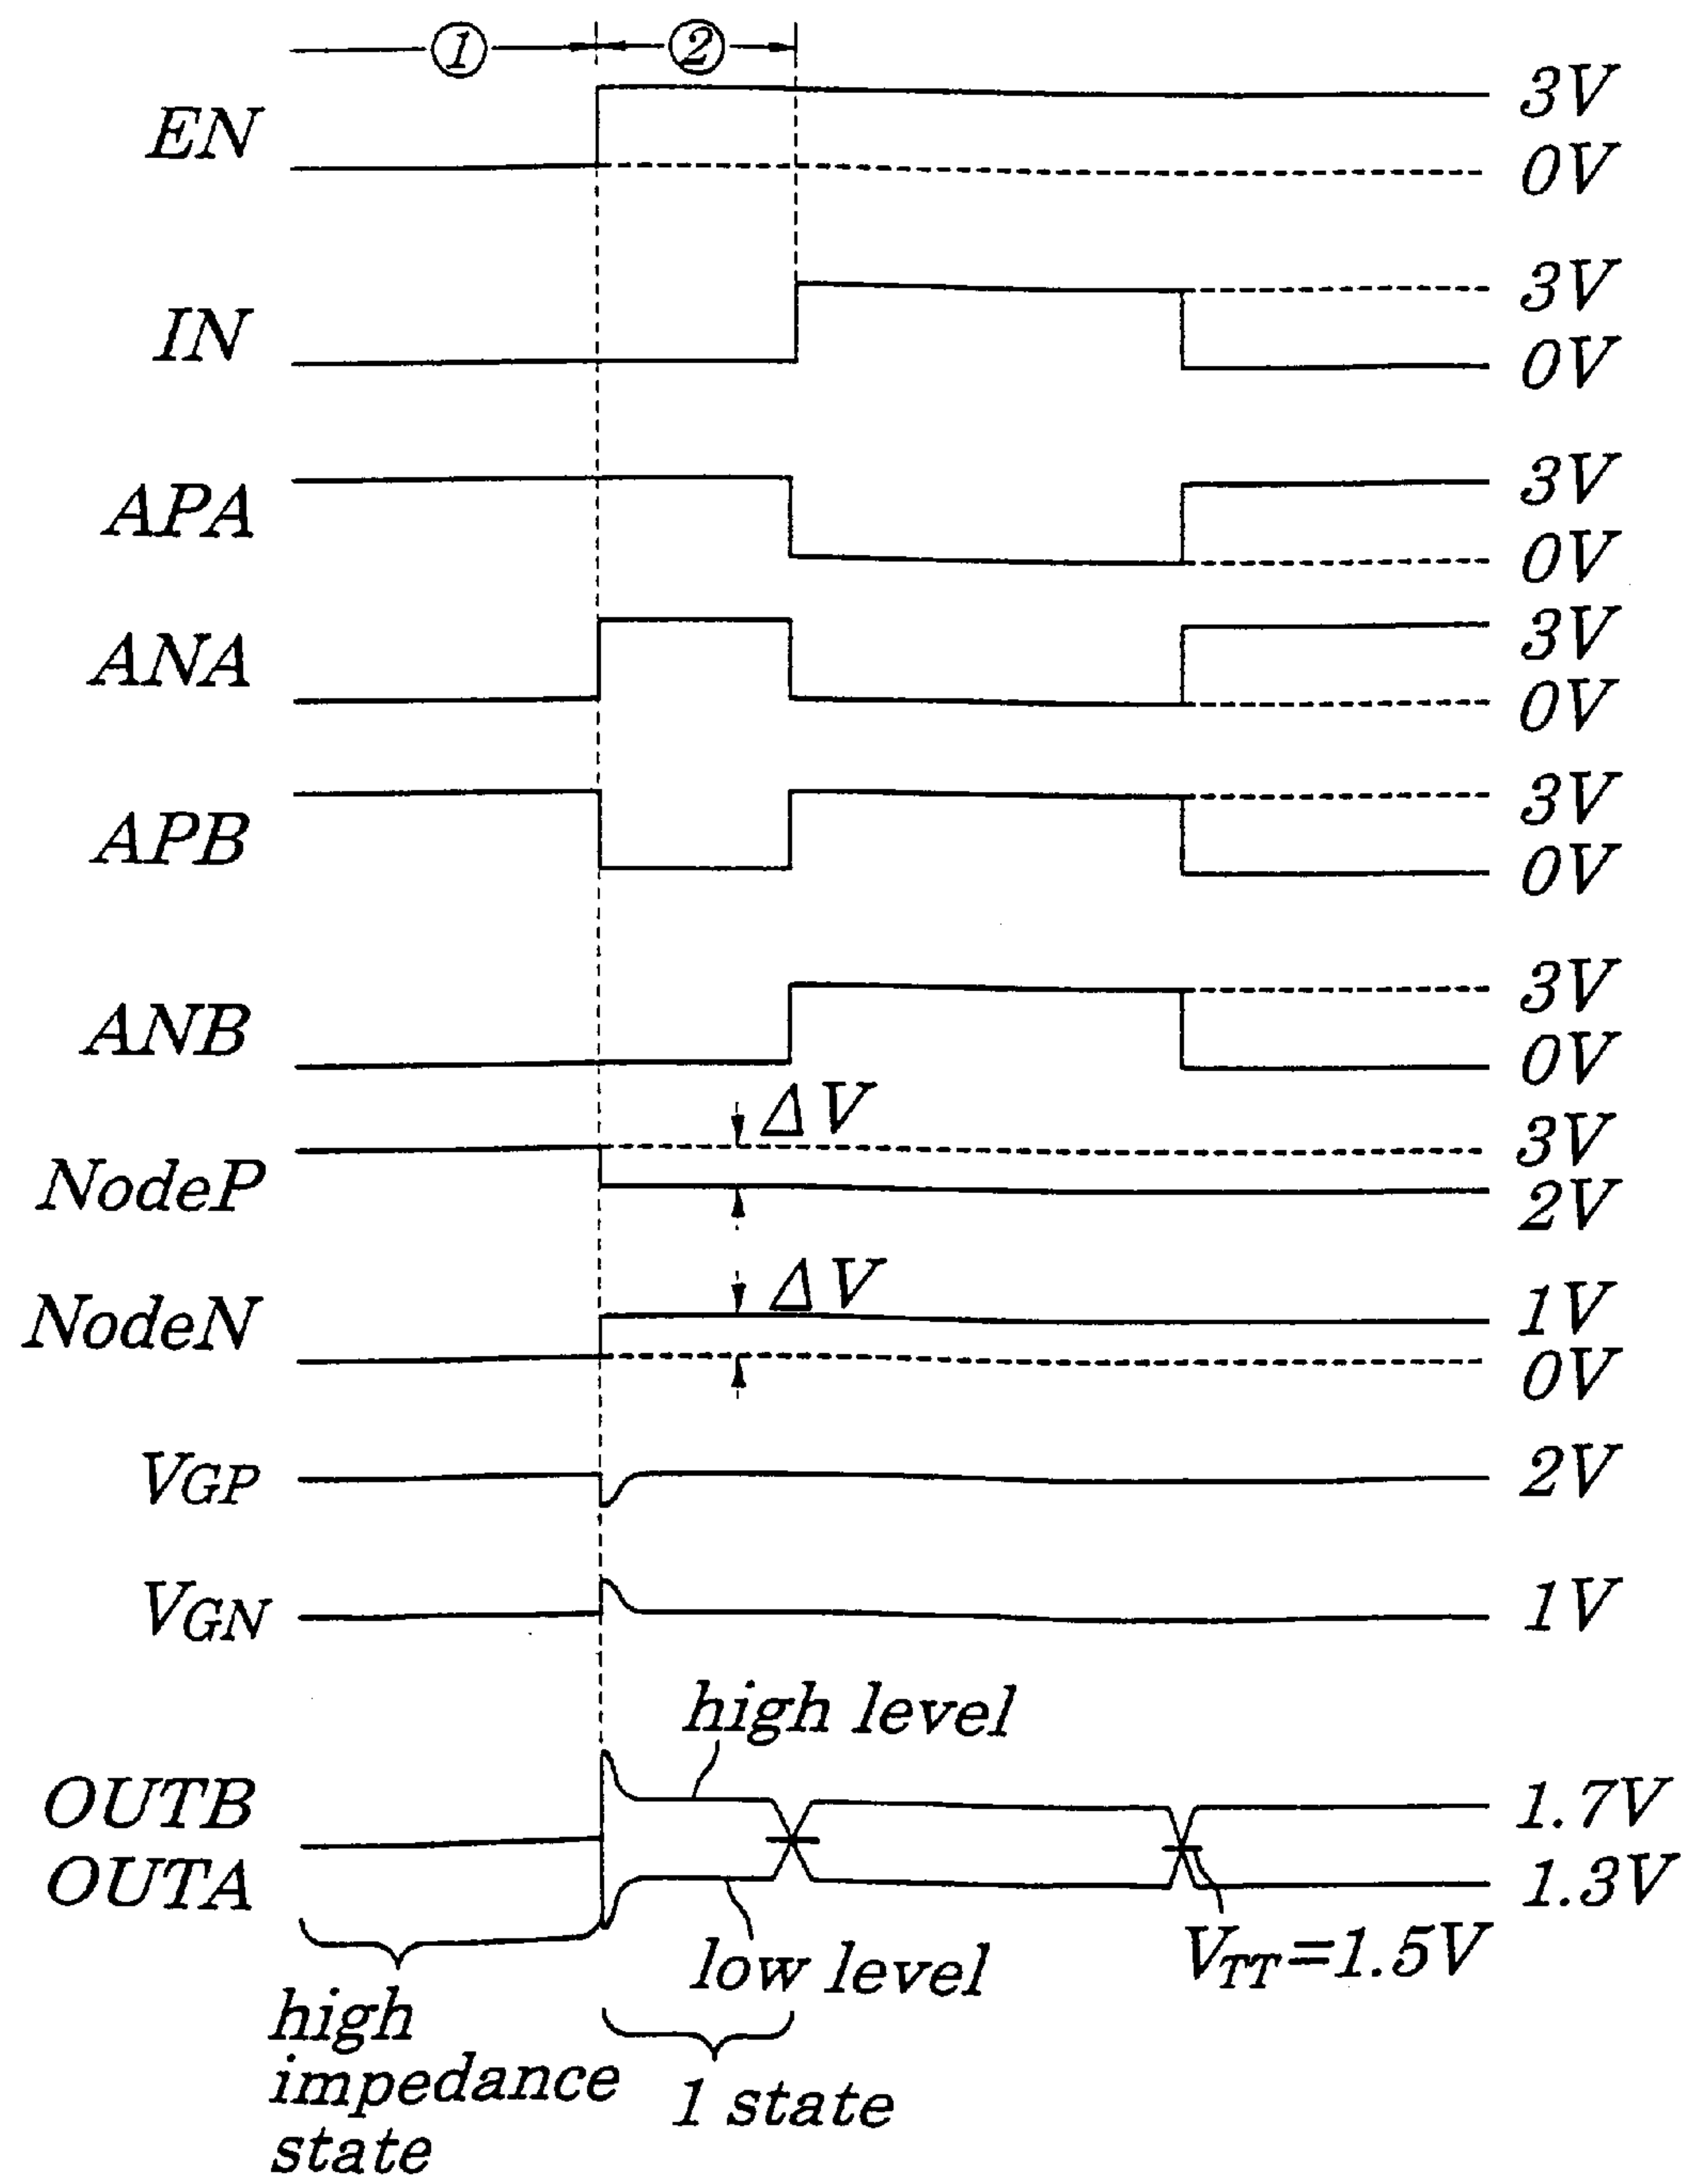 ① ②
EN 3V
0V
IN 3V
0V
APA 3V
0V
ANA 3V
0V
APB 3V
0V
ANB 3V
0V
ΔV
NodeP 3V
2V
ΔV
NodeN 1V
0V
VGP 2V
VGN 1V
high level
OUTB 1.7V
OUTA 1.3V
low level VTT=1.5V
high
impedance
state
1 state